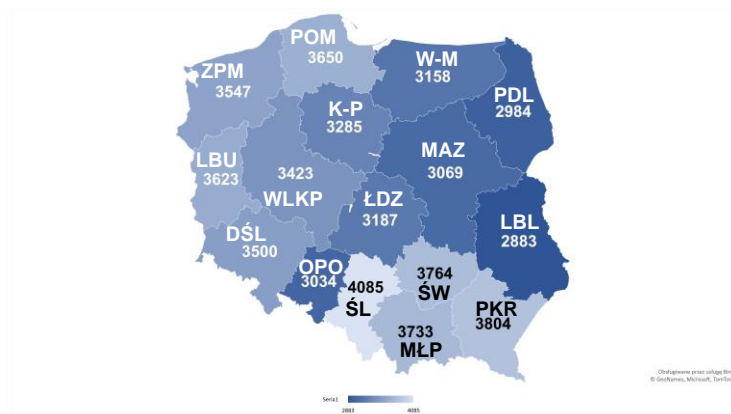 POM
3650
W-M
3158
ZPM
3547
PDL
2984
K-P
3285
MAZ
3069
LBU
3623
3423
WLKP
ŁDZ
3187
LBL
2883
DŚL
3500
OPO
3034
4085
ŚL
3764
ŚW
PKR
3804
3733
MŁP
Obsługiwane przez usługę Bin
© GeoNames, Microsoft, TomTom
Seria1
2883
4085